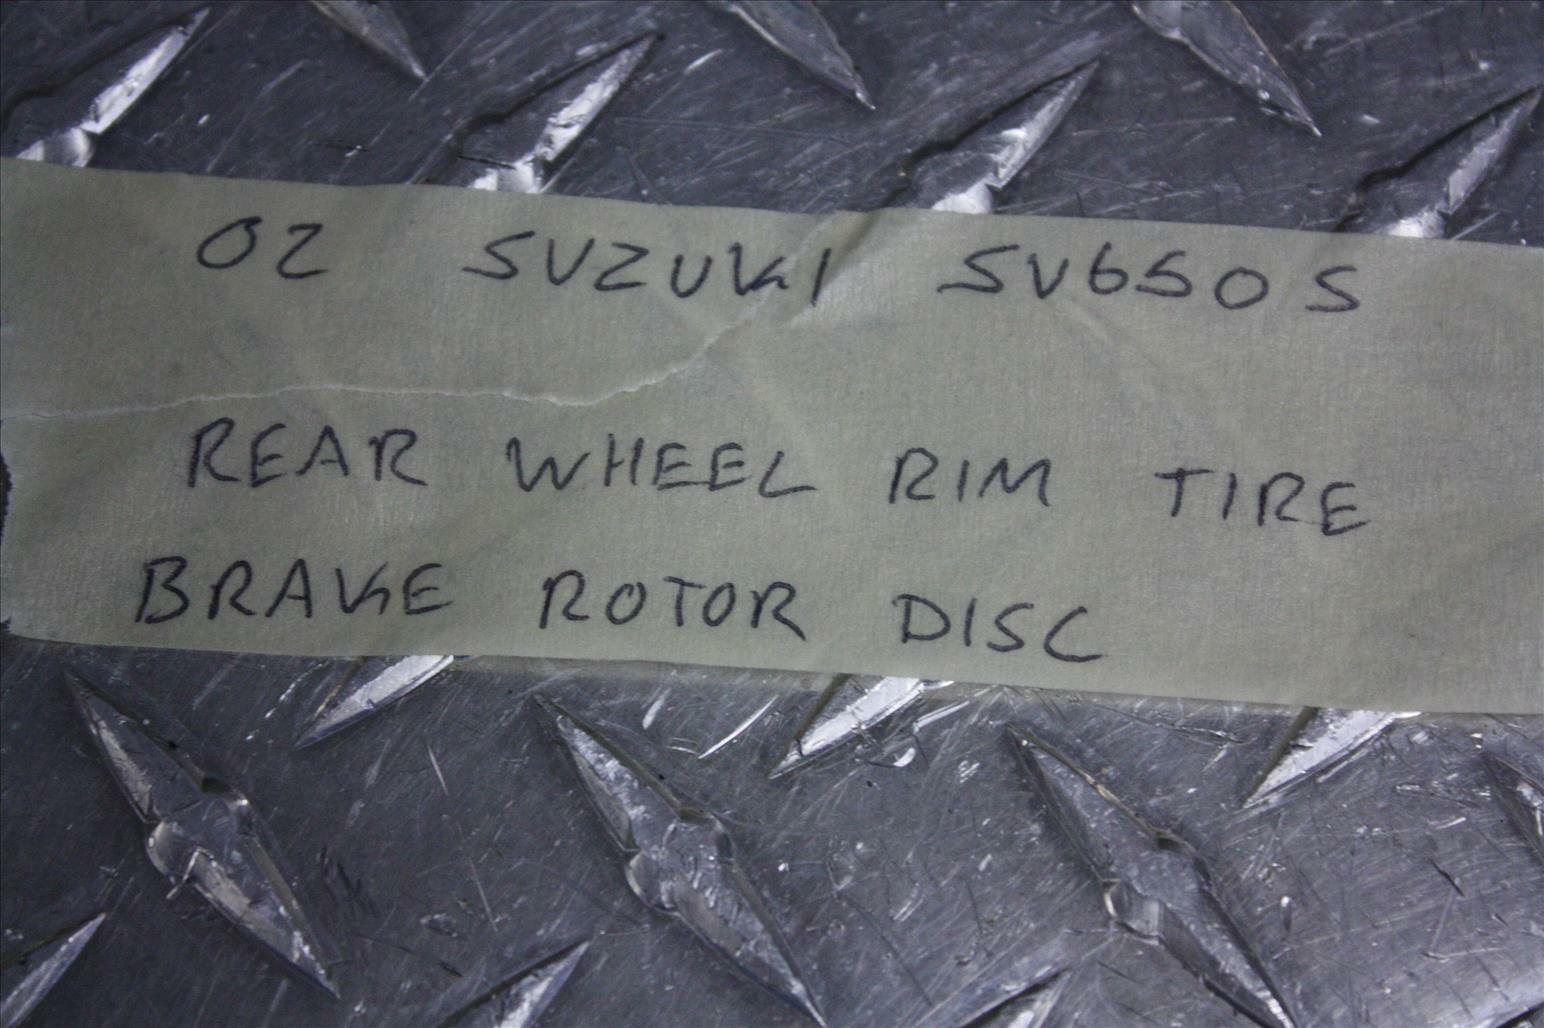 02 SUZUKI SV650S
REAR WHEEL RIM TIRE
BRAKE ROTOR DISC